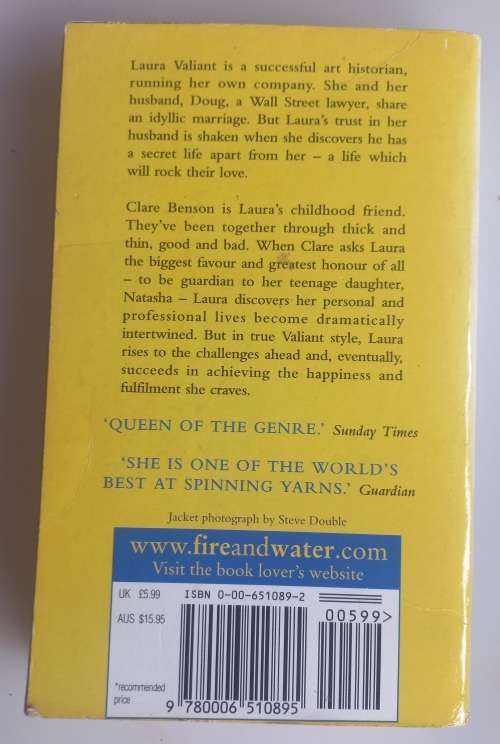 Laura Valiant is a successful art historian,
running her own company. She and her
husband, Doug, a Wall Street lawyer, share
an idyllic marriage. But Laura's trust in her
husband is shaken when she discovers he has
a secret life apart from her – a life which
will rock their love.
Clare Benson is Laura's childhood friend.
They've been together through thick and
thin, good and bad. When Clare asks Laura
the biggest favour and greatest honour of all
– to be guardian to her teenage daughter,
Natasha – Laura discovers her personal and
professional lives become dramatically
intertwined. But in true Valiant style, Laura
rises to the challenges ahead and, eventually,
succeeds in achieving the happiness and
fulfilment she craves.
'QUEEN OF THE GENRE.' Sunday Times
'SHE IS ONE OF THE WORLD'S
BEST AT SPINNING YARNS.' Guardian
Jacket photograph by Steve Double
www.fireandwater.com
Visit the book lover's website
UK £5.99
AUS $15.95
*recommended
price
ISBN 0-00-651089-2
00599>
9 780006 510895